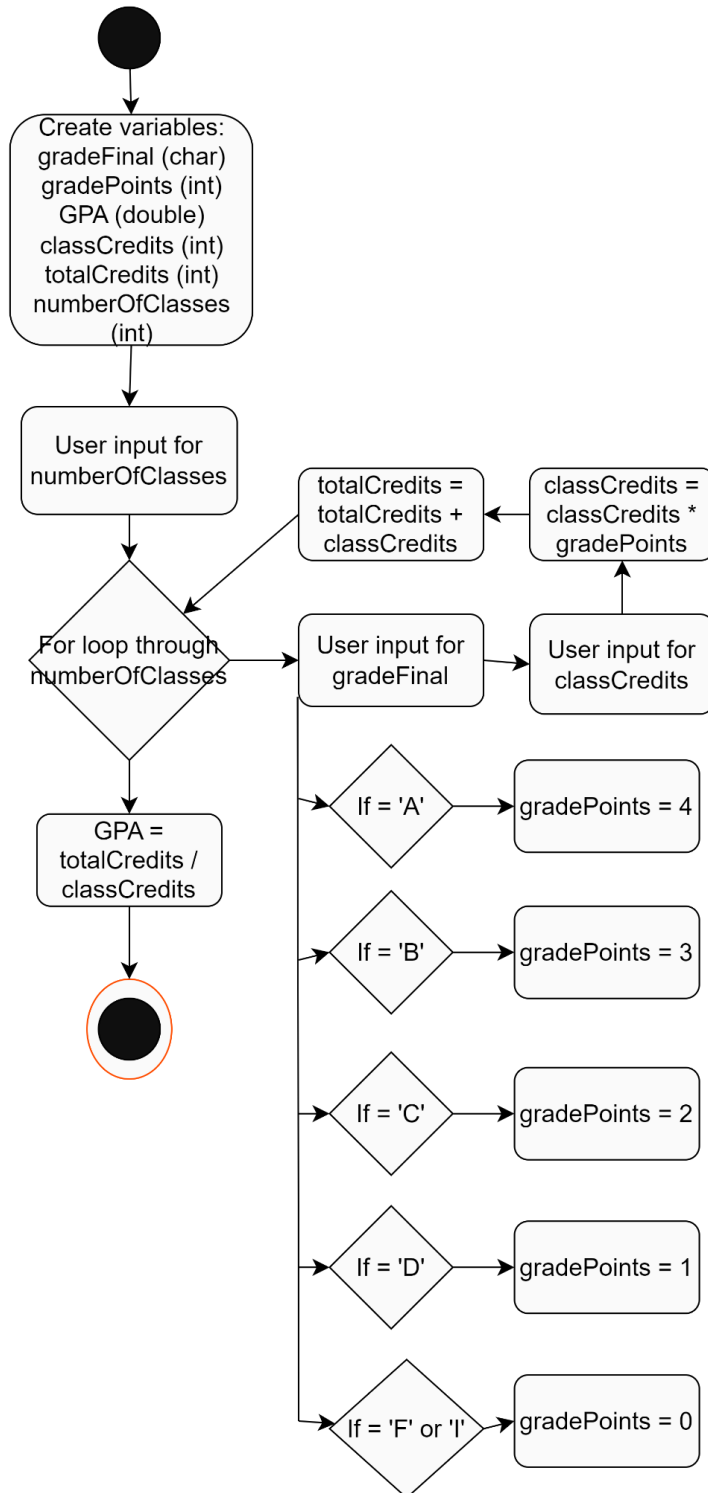 Create variables:
gradeFinal (char)
gradePoints (int)
GPA (double)
classCredits (int)
totalCredits (int)
numberOfClasses
(int)
User input for
numberOfClasses
For loop through
numberOfClasses
User input for
gradeFinal
User input for
classCredits
classCredits =
classCredits *
gradePoints
totalCredits =
totalCredits +
classCredits
If = 'A'
gradePoints = 4
If = 'B'
gradePoints = 3
If = 'C'
gradePoints = 2
If = 'D'
gradePoints = 1
If = 'F' or 'I'
gradePoints = 0
GPA =
totalCredits /
classCredits